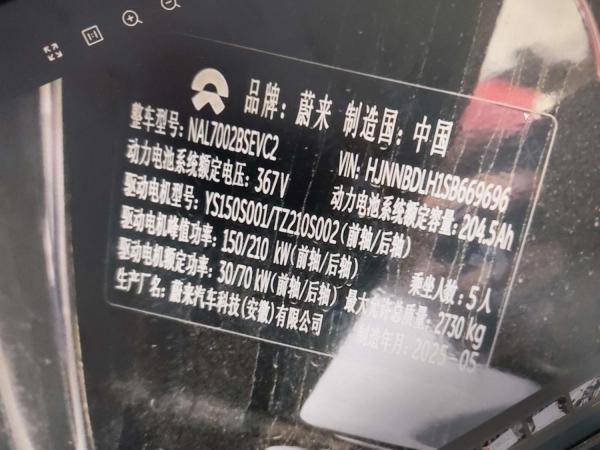 品牌：蔚来 制造国：中国
整车型号：NAL7002BSEVC2 VIN：HJNNBDLH1SB669696
动力电池系统额定电压：367V 动力电池系统额定容量：204.5Ah
驱动电机型号：YS150S001/TZ210S002(前轴/后轴)
驱动电机峰值功率：150/210 kW(前轴/后轴) 乘坐人数：5人
驱动电机额定功率：30/70 kW(前轴/后轴) 最大允许总质量：2730 kg
生产厂名：蔚来汽车科技(安徽)有限公司 制造年月：2025-05